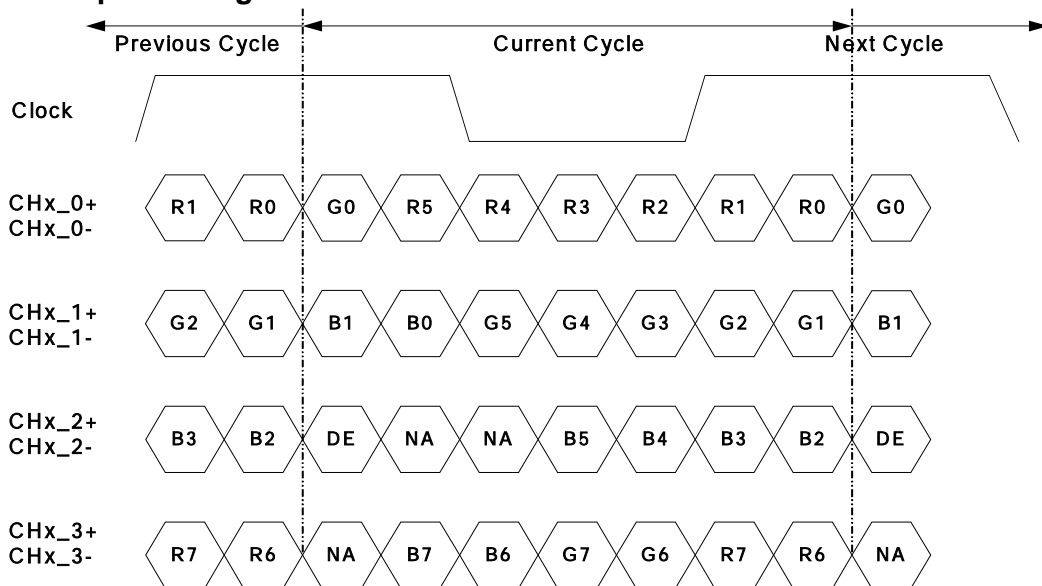 Previous Cycle Current Cycle Next Cycle
Clock
CHx_0+
CHx_0-
R1 R0 G0 R5 R4 R3 R2 R1 R0 G0
CHx_1+
CHx_1-
G2 G1 B1 B0 G5 G4 G3 G2 G1 B1
CHx_2+
CHx_2-
B3 B2 DE NA NA B5 B4 B3 B2 DE
CHx_3+
CHx_3-
R7 R6 NA B7 B6 G7 G6 R7 R6 NA